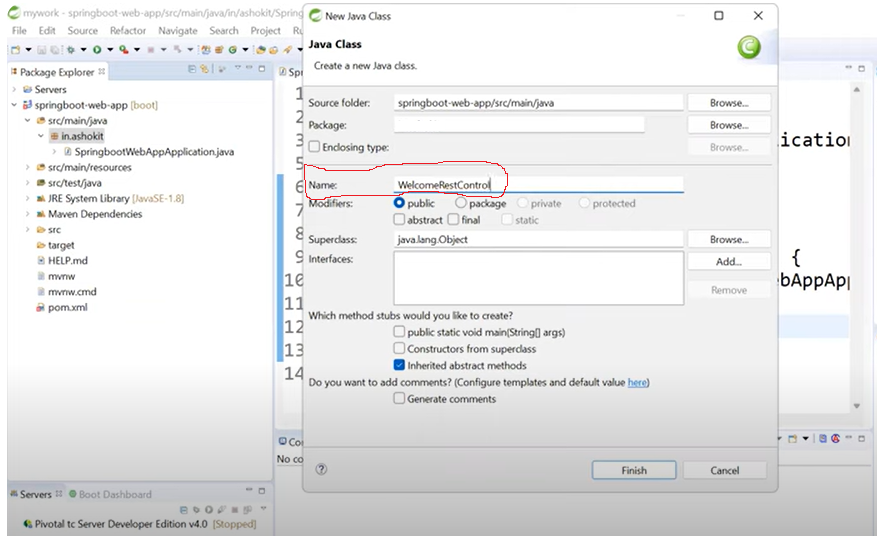 mywork - springboot-web-app/src/main/java/in/ashokit/Spring
File Edit Source Refactor Navigate Search Project Ru
Package Explorer
Servers
springboot-web-app [boot]
src/main/java
in.ashokit
SpringbootWebAppApplication.java
src/main/resources
src/test/java
JRE System Library [JavaSE-1.8]
Maven Dependencies
src
target
HELP.md
mvnw
mvnw.cmd
pom.xml
Servers Boot Dashboard
Pivotal tc Server Developer Edition v4.0 [Stopped]
Sp
1
2
3
4
5
6
7
8
9
10
11
12
13
14
ication
{
bAppApp
Co
No co
New Java Class
Java Class
Create a new Java class.
Source folder: springboot-web-app/src/main/java Browse...
Package: Browse...
Enclosing type: Browse...
Name: WelcomeRestControl
Modifiers: public package private protected
abstract final static
Superclass: java.lang.Object Browse...
Interfaces: Add...
Remove
Which method stubs would you like to create?
public static void main(String[] args)
Constructors from superclass
Inherited abstract methods
Do you want to add comments? (Configure templates and default value here)
Generate comments
Finish Cancel